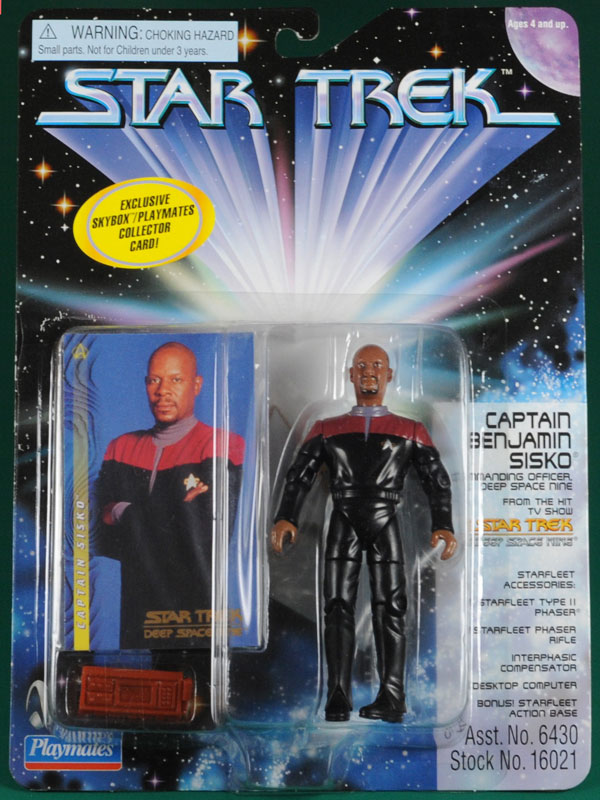 WARNING: CHOKING HAZARD
Small parts. Not for Children under 3 years.
Ages 4 and up.
STAR TREK™
EXCLUSIVE
SKYBOX™/PLAYMATES
COLLECTOR
CARD!
CAPTAIN SISKO
STAR TREK
DEEP SPACE NINE
CAPTAIN
BENJAMIN
SISKO®
MMANDING OFFICER,
DEEP SPACE NINE
FROM THE HIT
TV SHOW
STAR TREK
DEEP SPACE NINE®
STARFLEET
ACCESSORIES:
STARFLEET TYPE II
PHASER®
STARFLEET PHASER
RIFLE
INTERPHASIC
COMPENSATOR
DESKTOP COMPUTER
BONUS! STARFLEET
ACTION BASE
Playmates®
Asst. No. 6430
Stock No. 16021